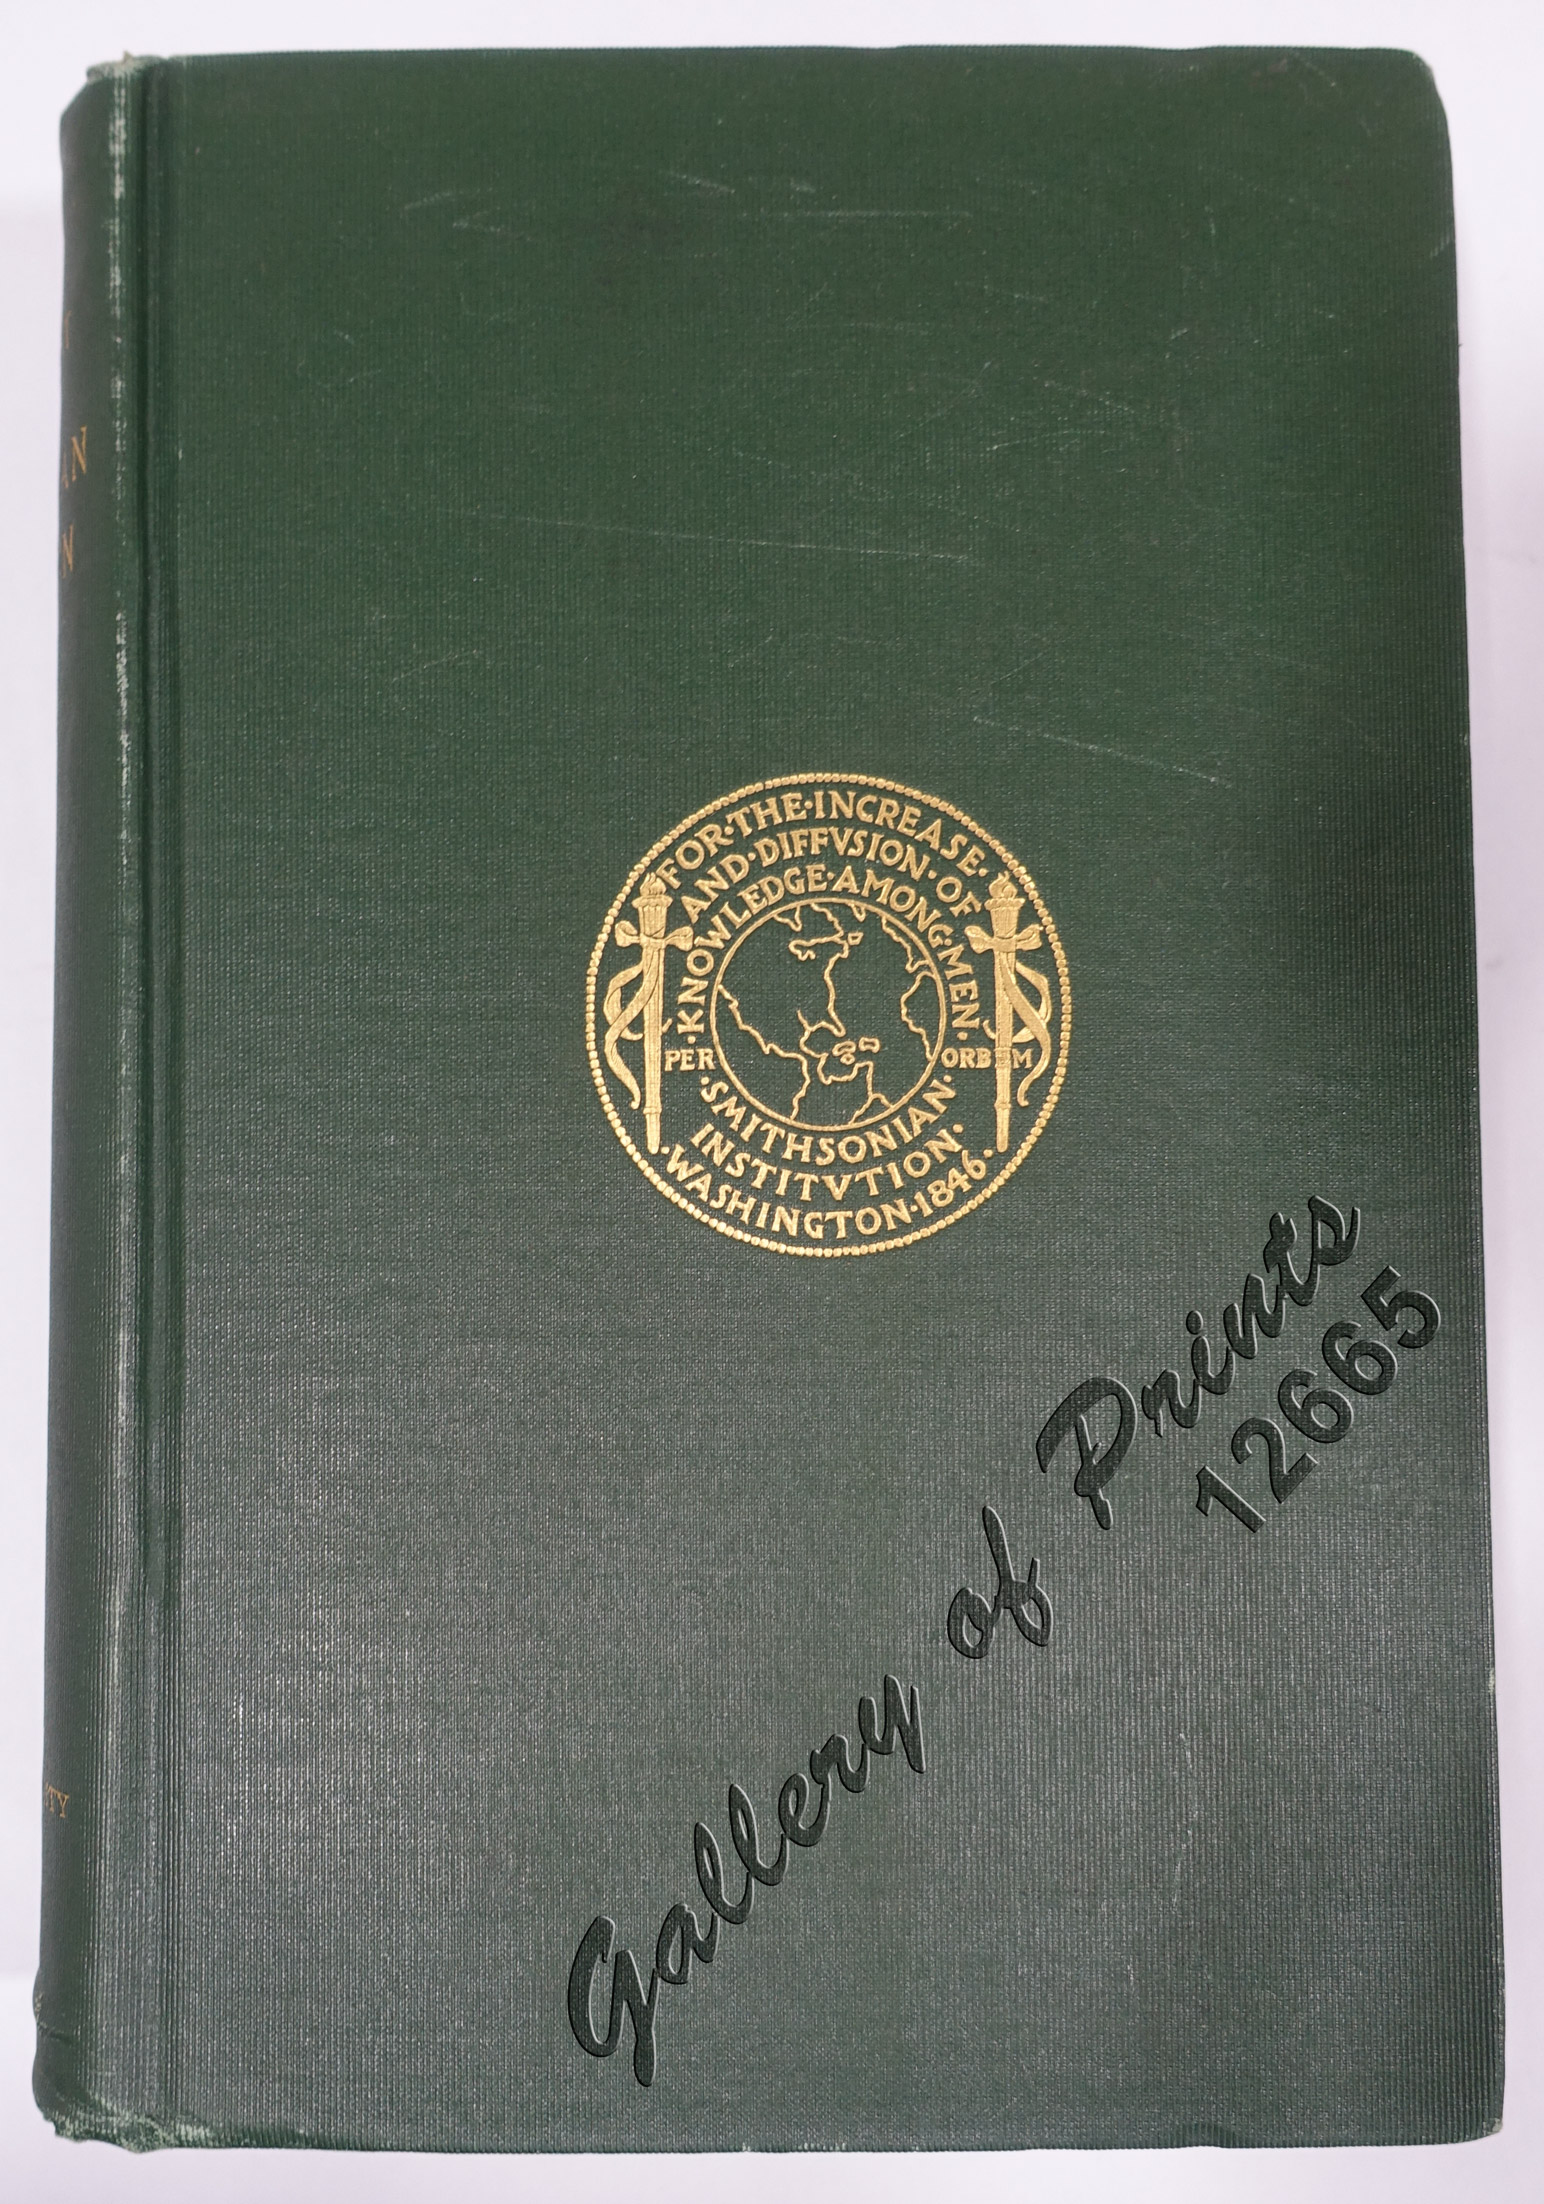 FOR·THE·INCREASE·
AND·DIFFVSION·OF
·KNOWLEDGE·AMONG·MEN·
PER ORBEM
·SMITHSONIAN·
INSTITVTION·
·WASHINGTON·1846·
Gallery of Prints
12665